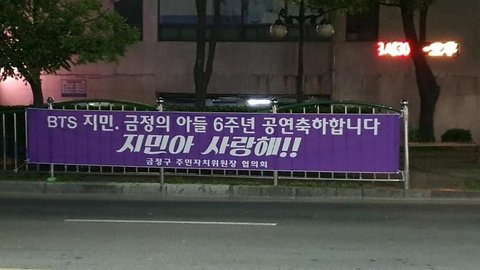 BTS 지민. 금정의 아들 6주년 공연축하합니다
지민아 사랑해!!
금정구 주민자치위원장 협의회